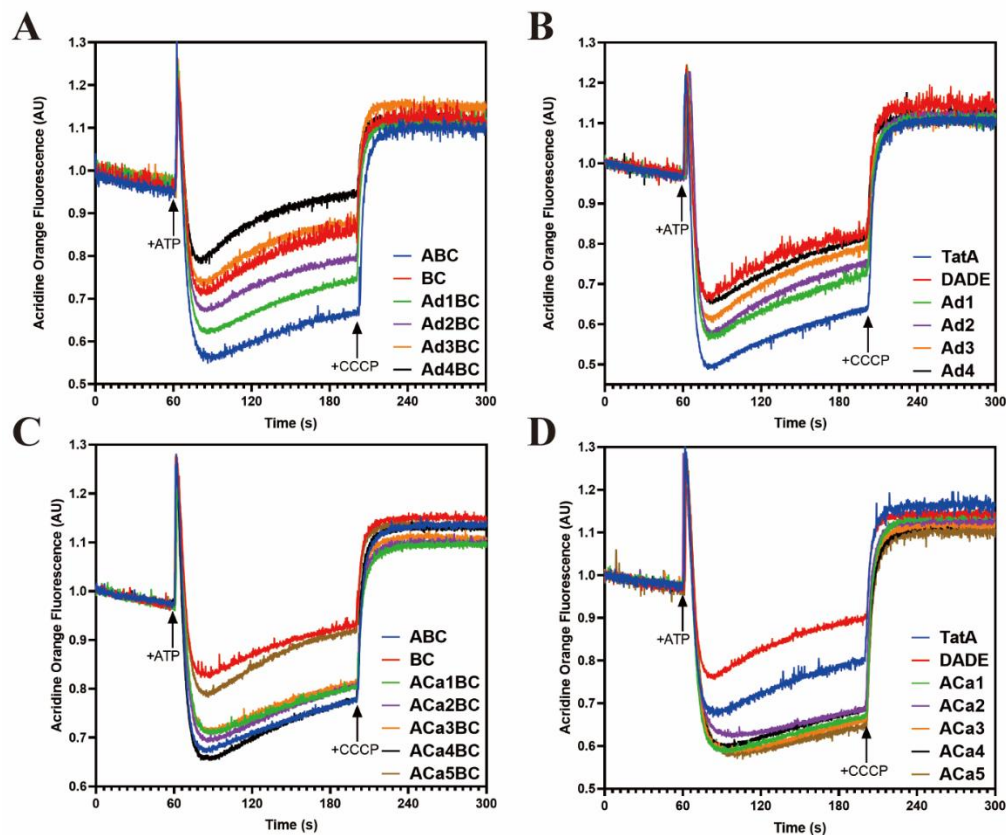 A
Acridine Orange Fluorescence (AU)
1.3
1.2
1.1
1.0
0.9
0.8
0.7
0.6
0.5
+ATP
+CCCP
ABC
BC
Ad1BC
Ad2BC
Ad3BC
Ad4BC
0 60 120 180 240 300
Time (s)
B
Acridine Orange Fluorescence (AU)
1.3
1.2
1.1
1.0
0.9
0.8
0.7
0.6
0.5
0.4
+ATP
+CCCP
TatA
DADE
Ad1
Ad2
Ad3
Ad4
0 60 120 180 240 300
Time (s)
C
Acridine Orange Fluorescence (AU)
1.3
1.2
1.1
1.0
0.9
0.8
0.7
0.6
+ATP
+CCCP
ABC
BC
ACa1BC
ACa2BC
ACa3BC
ACa4BC
ACa5BC
0 60 120 180 240 300
Time (s)
D
Acridine Orange Fluorescence (AU)
1.3
1.2
1.1
1.0
0.9
0.8
0.7
0.6
0.5
+ATP
+CCCP
TatA
DADE
ACa1
ACa2
ACa3
ACa4
ACa5
0 60 120 180 240 300
Time (s)